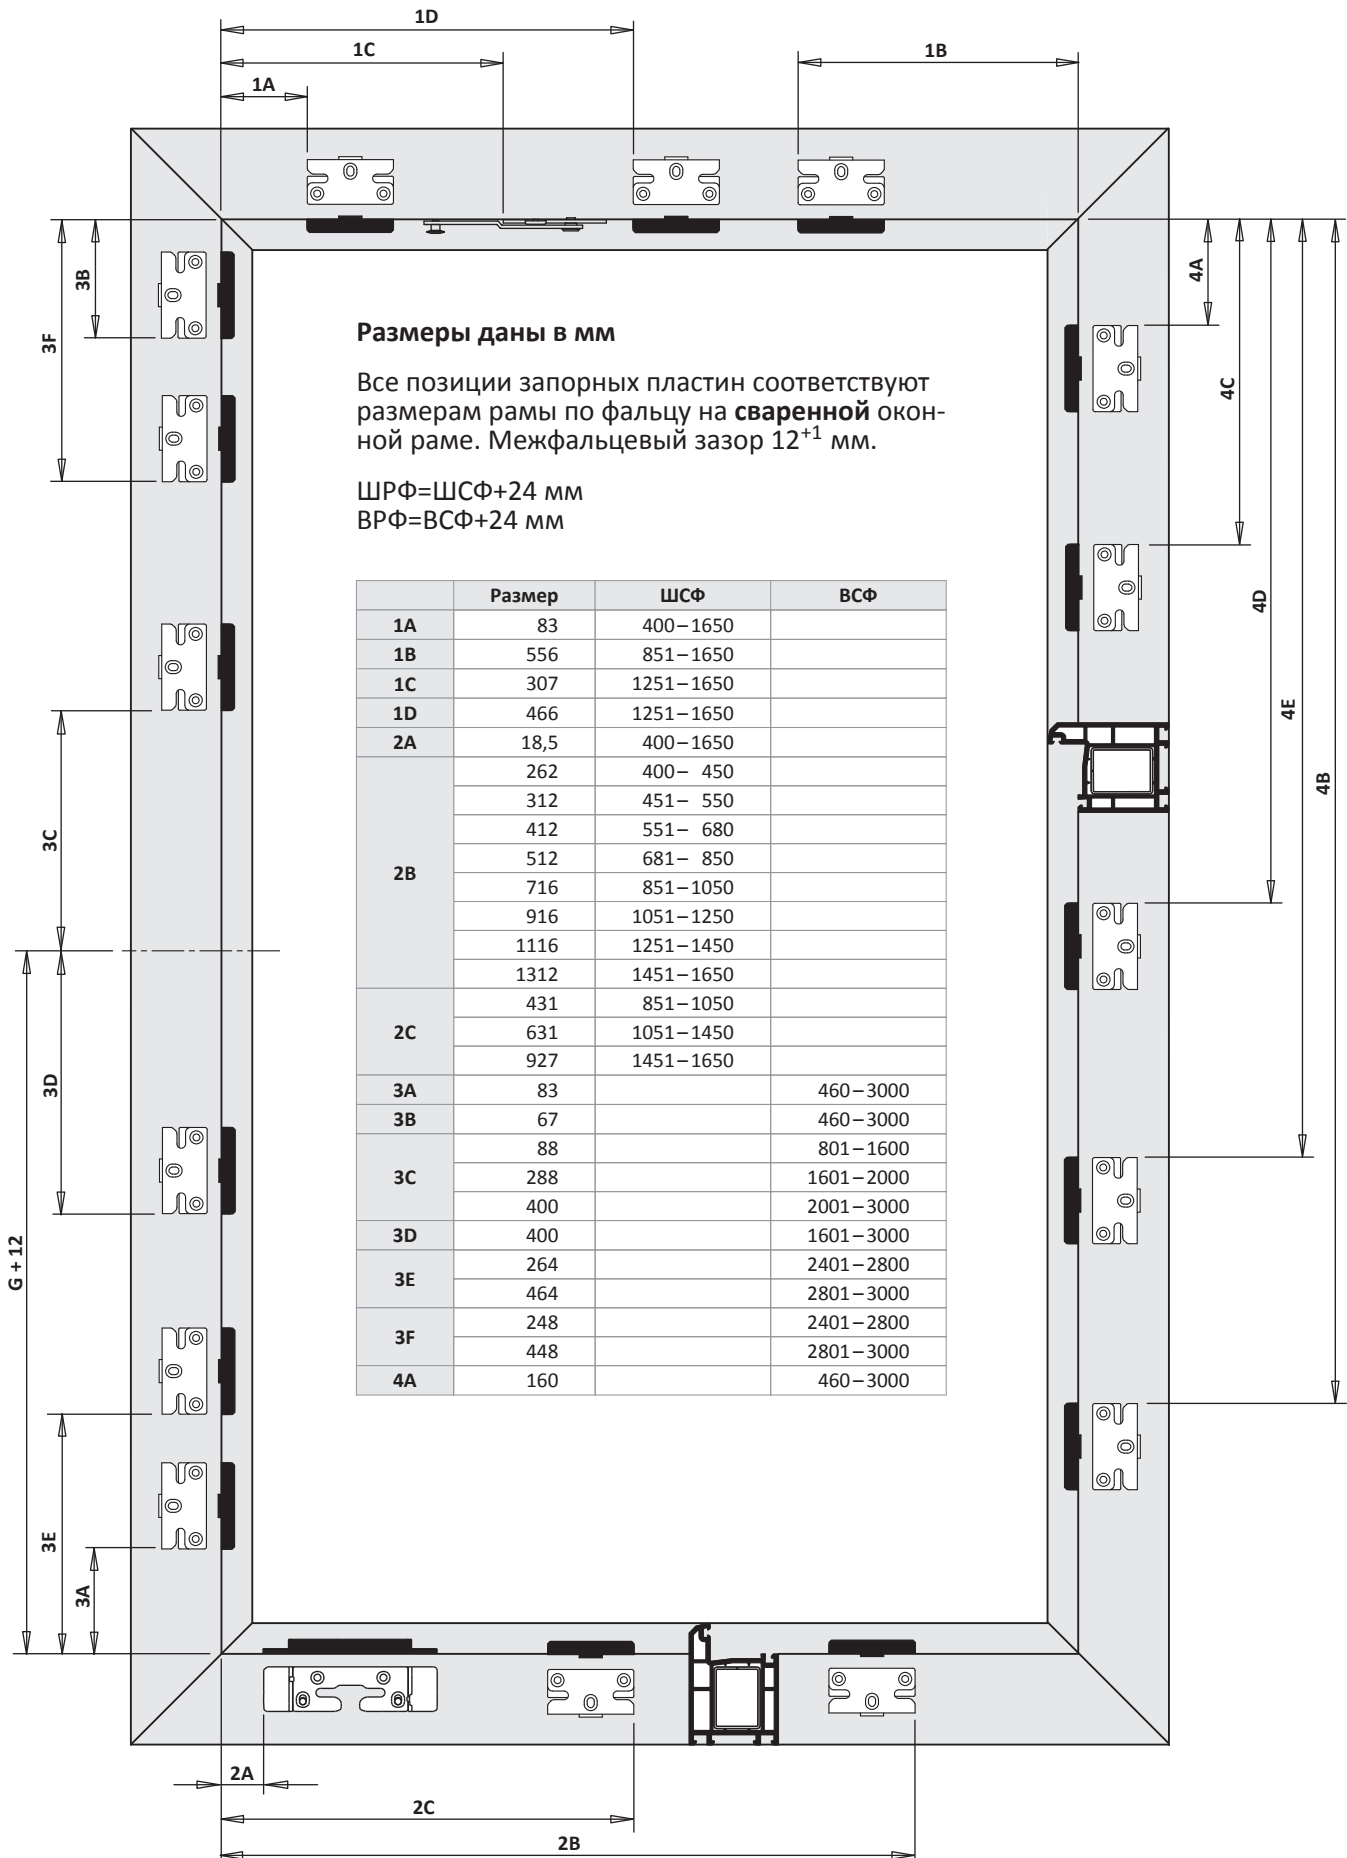 1D
1C
1B
1A
3B
3F
4A
4C
4D
4E
4B
Размеры даны в мм
Все позиции запорных пластин соответствуют
размерам рамы по фальцу на сваренной окон-
ной раме. Межфальцевый зазор 12+1 мм.
ШРФ=ШСФ+24 мм
ВРФ=ВСФ+24 мм
Размер ШСФ ВСФ
1A 83 400–1650
1B 556 851–1650
1C 307 1251–1650
1D 466 1251–1650
2A 18,5 400–1650
2B 262 400– 450
312 451– 550
412 551– 680
512 681– 850
716 851–1050
916 1051–1250
1116 1251–1450
1312 1451–1650
2C 431 851–1050
631 1051–1450
927 1451–1650
3A 83 460–3000
3B 67 460–3000
3C 88 801–1600
288 1601–2000
400 2001–3000
3D 400 1601–3000
3E 264 2401–2800
464 2801–3000
3F 248 2401–2800
448 2801–3000
4A 160 460–3000
3C
3D
G + 12
3E
3A
2A
2C
2B